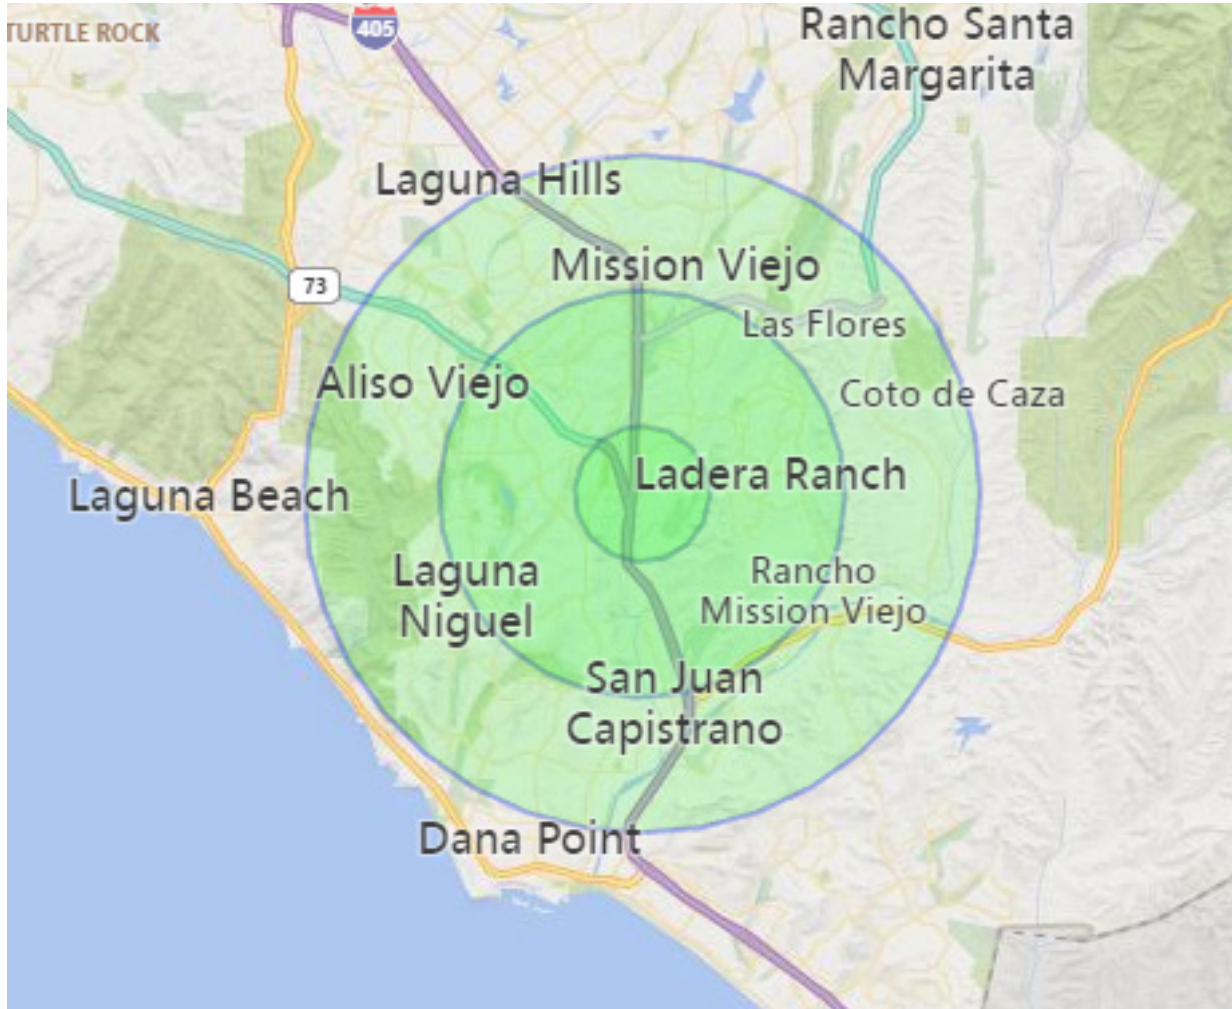 TURTLE ROCK
405
Rancho Santa
Margarita
Laguna Hills
Mission Viejo
73
Las Flores
Aliso Viejo
Coto de Caza
Ladera Ranch
Laguna Beach
Laguna
Niguel
Rancho
Mission Viejo
San Juan
Capistrano
Dana Point